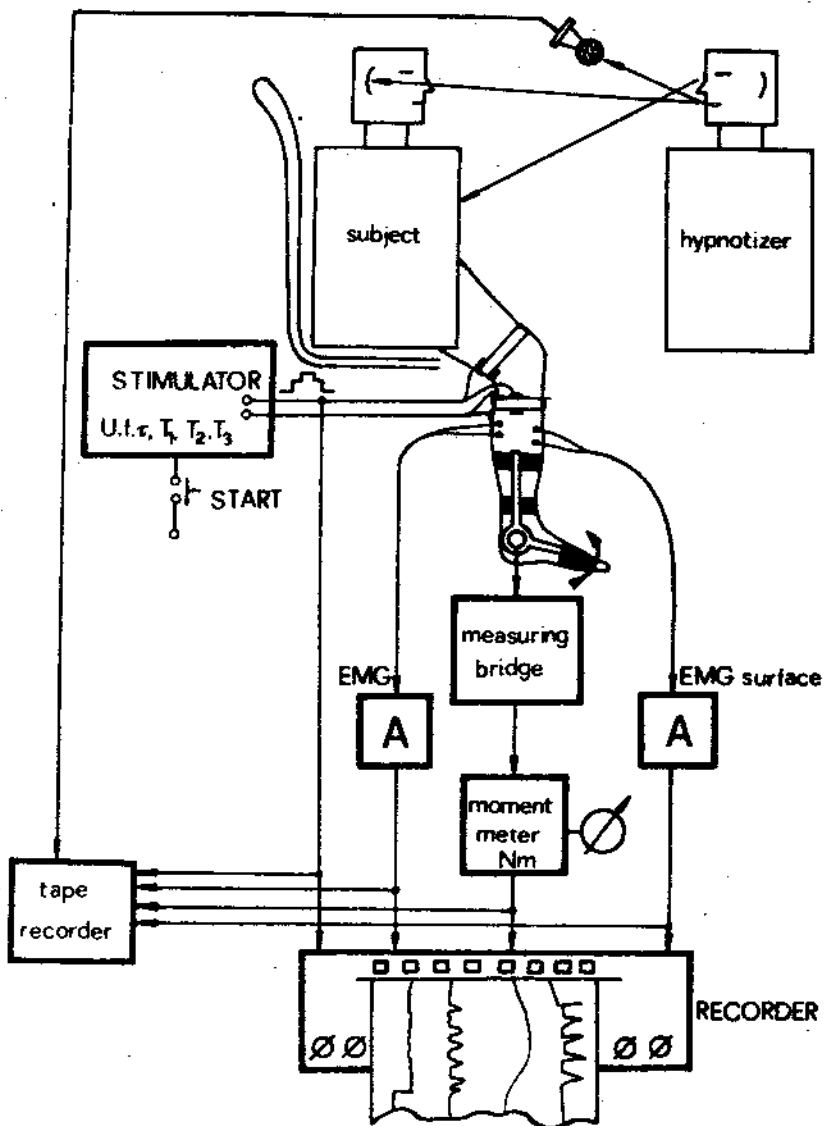 subject
hypnotizer
STIMULATOR
U.f.τ, T₁, T₂, T₃
START
measuring
bridge
EMG
EMG surface
A
A
moment
meter
Nm
tape
recorder
RECORDER